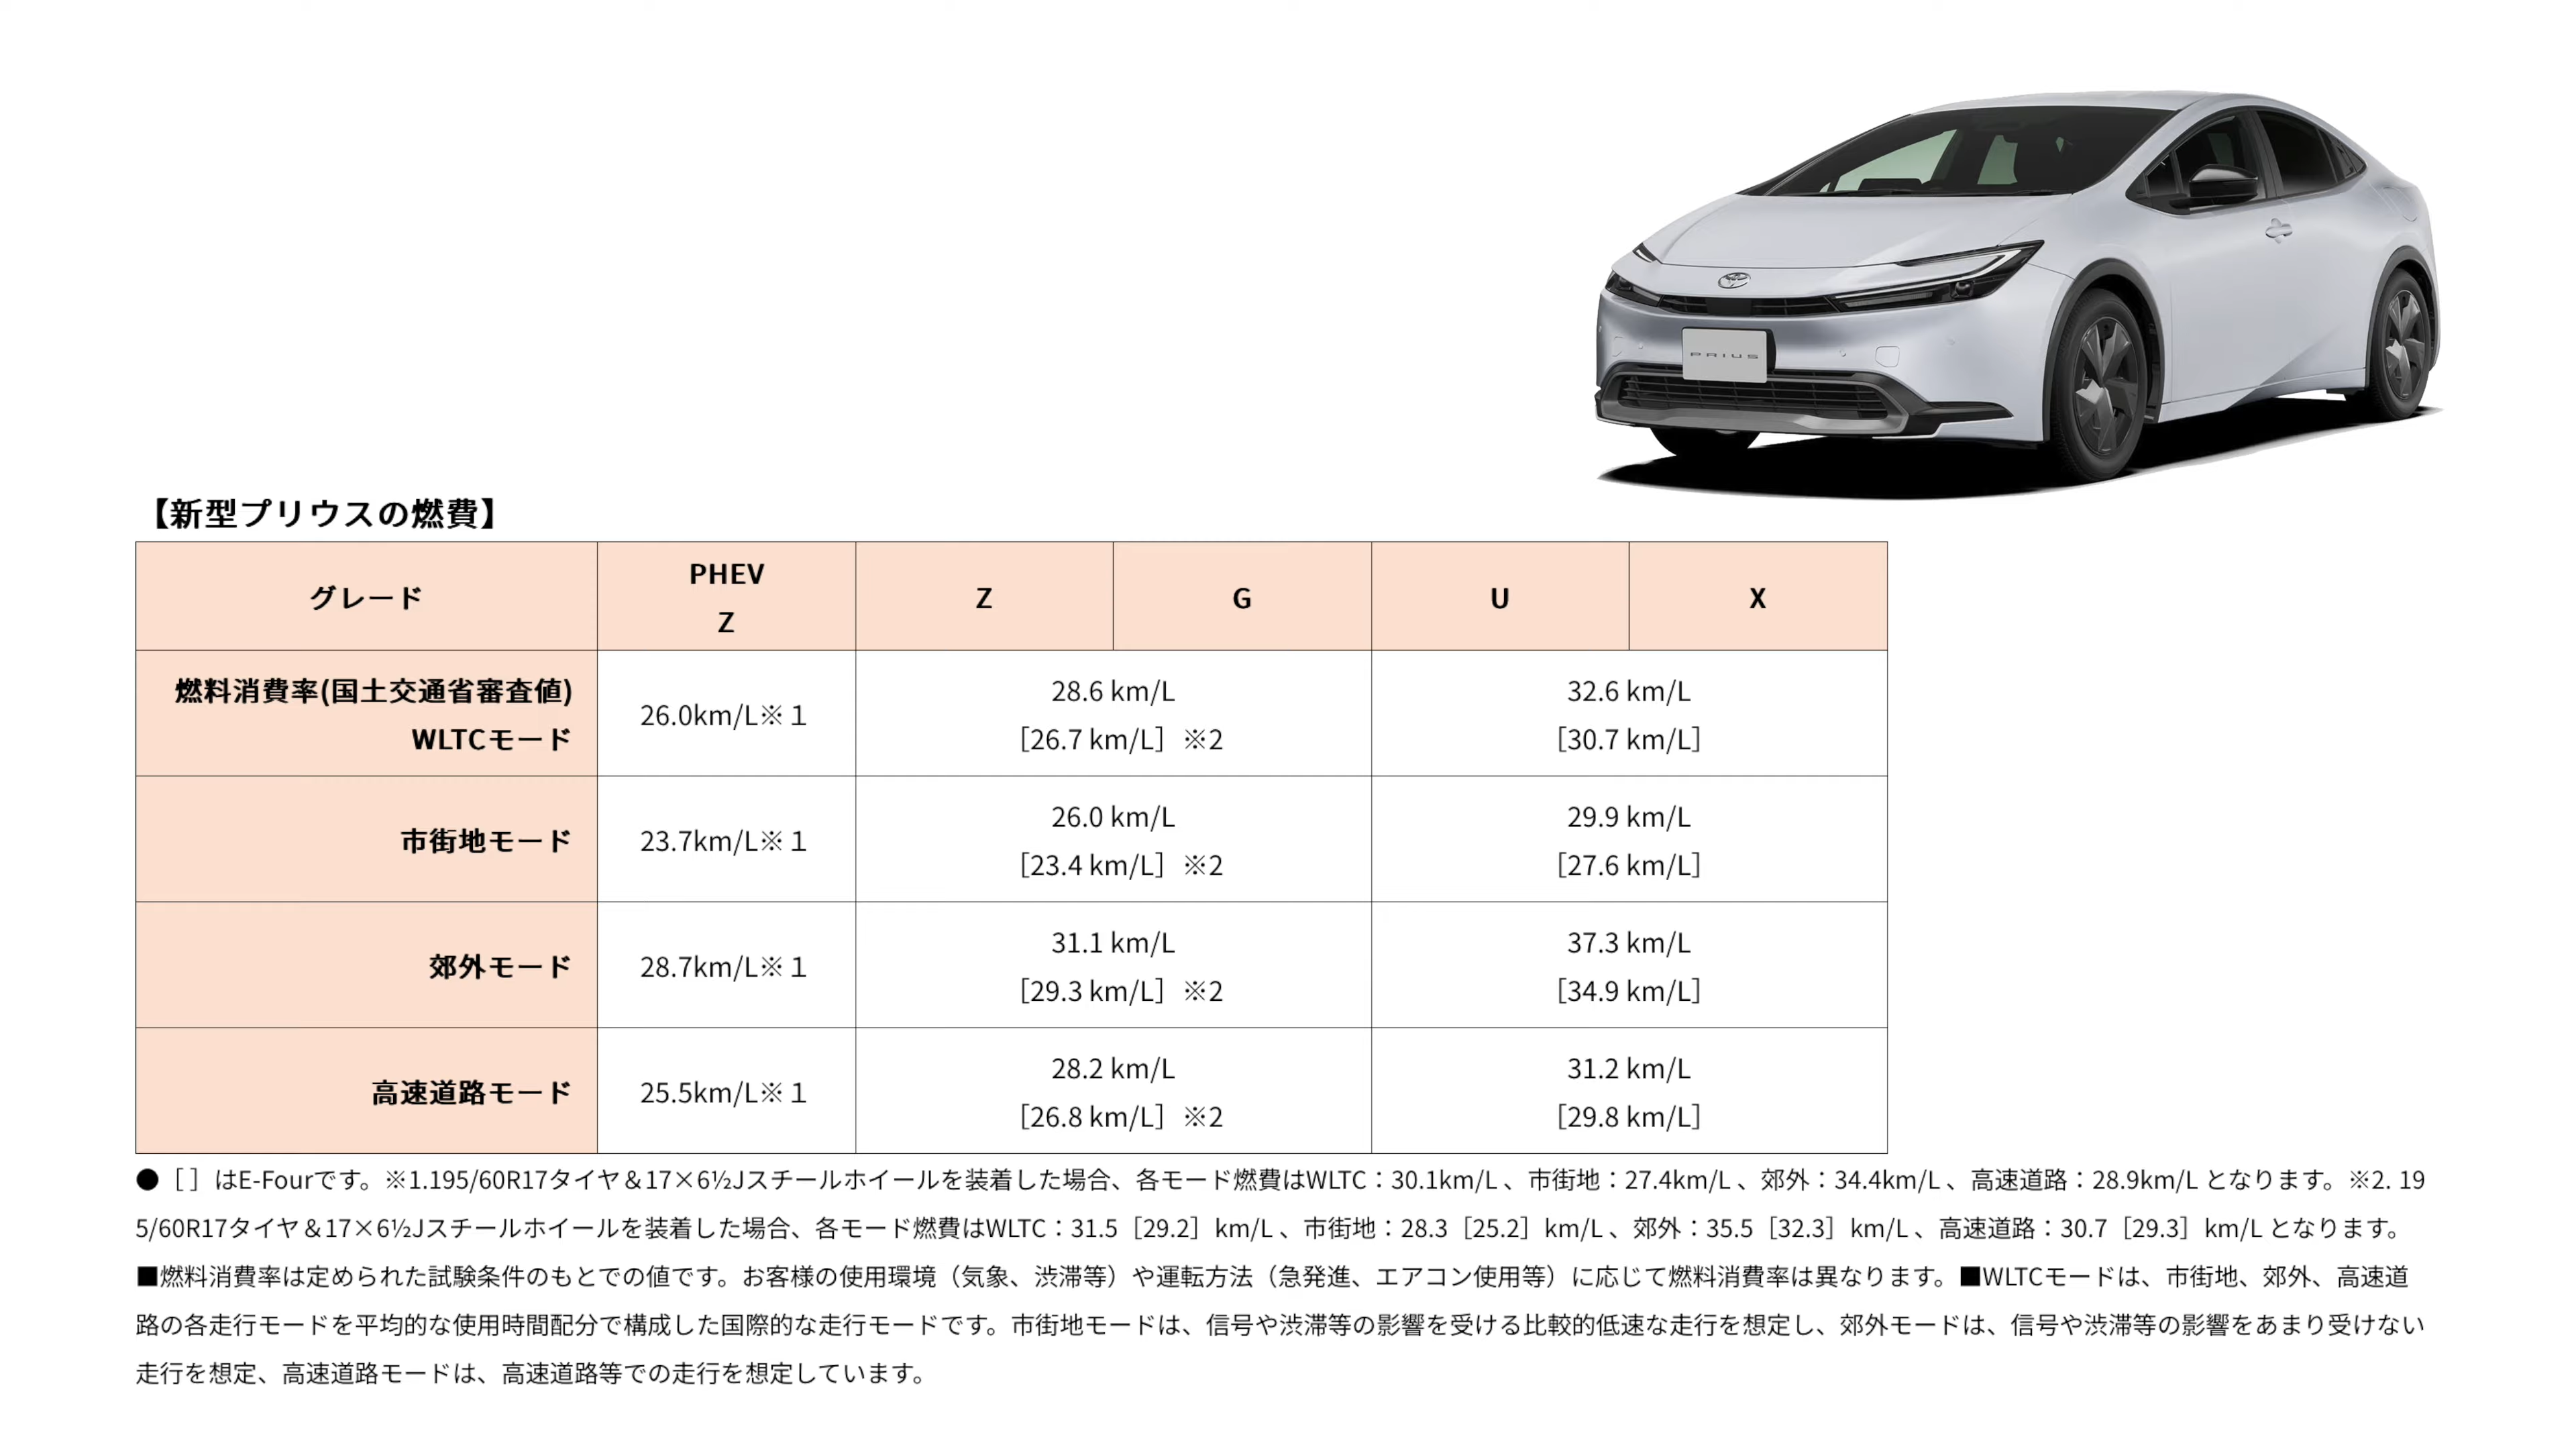 PRIUS
【新型プリウスの燃費】
グレード
PHEV
Z
Z
G
U
X
燃料消費率(国土交通省審査値)
WLTCモード
26.0km/L※１
28.6 km/L
［26.7 km/L］※2
32.6 km/L
［30.7 km/L］
市街地モード
23.7km/L※１
26.0 km/L
［23.4 km/L］※2
29.9 km/L
［27.6 km/L］
郊外モード
28.7km/L※１
31.1 km/L
［29.3 km/L］※2
37.3 km/L
［34.9 km/L］
高速道路モード
25.5km/L※１
28.2 km/L
［26.8 km/L］※2
31.2 km/L
［29.8 km/L］
●［ ］はE-Fourです。※1.195/60R17タイヤ＆17×6½Jスチールホイールを装着した場合、各モード燃費はWLTC：30.1km/L 、市街地：27.4km/L 、郊外：34.4km/L 、高速道路：28.9km/L となります。※2. 19
5/60R17タイヤ＆17×6½Jスチールホイールを装着した場合、各モード燃費はWLTC：31.5［29.2］km/L 、市街地：28.3［25.2］km/L 、郊外：35.5［32.3］km/L 、高速道路：30.7［29.3］km/L となります。
■燃料消費率は定められた試験条件のもとでの値です。お客様の使用環境（気象、渋滞等）や運転方法（急発進、エアコン使用等）に応じて燃料消費率は異なります。■WLTCモードは、市街地、郊外、高速道
路の各走行モードを平均的な使用時間配分で構成した国際的な走行モードです。市街地モードは、信号や渋滞等の影響を受ける比較的低速な走行を想定し、郊外モードは、信号や渋滞等の影響をあまり受けない
走行を想定、高速道路モードは、高速道路等での走行を想定しています。